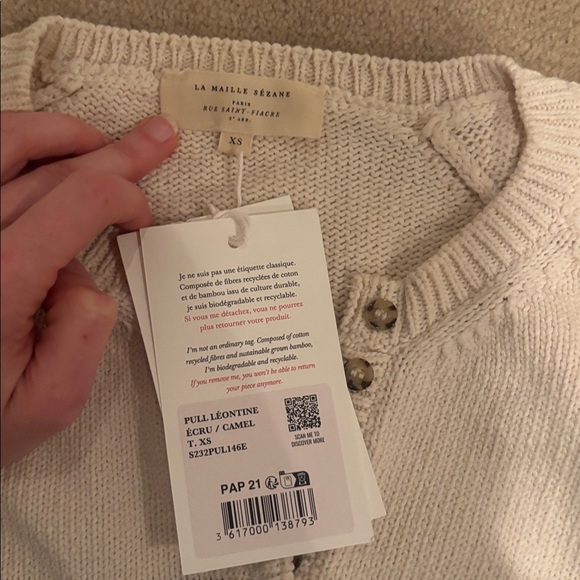 LA MAILLE SÉZANE
PARIS
RUE SAINT-FIACRE
2e ARR.
XS
Je ne suis pas une étiquette classique.
Composée de fibres recyclées de coton
et de bambou issu de culture durable,
je suis biodégradable et recyclable.
Si vous me détachez, vous ne pourrez
plus retourner votre produit.
I'm not an ordinary tag. Composed of cotton
recycled fibres and sustainable grown bamboo,
I'm biodegradable and recyclable.
If you remove me, you won't be able to return
your piece anymore.
PULL LÉONTINE
ÉCRU / CAMEL
T. XS
S232PUL146E
SCAN ME TO
DISCOVER MORE
PAP 21
3 617000 138793